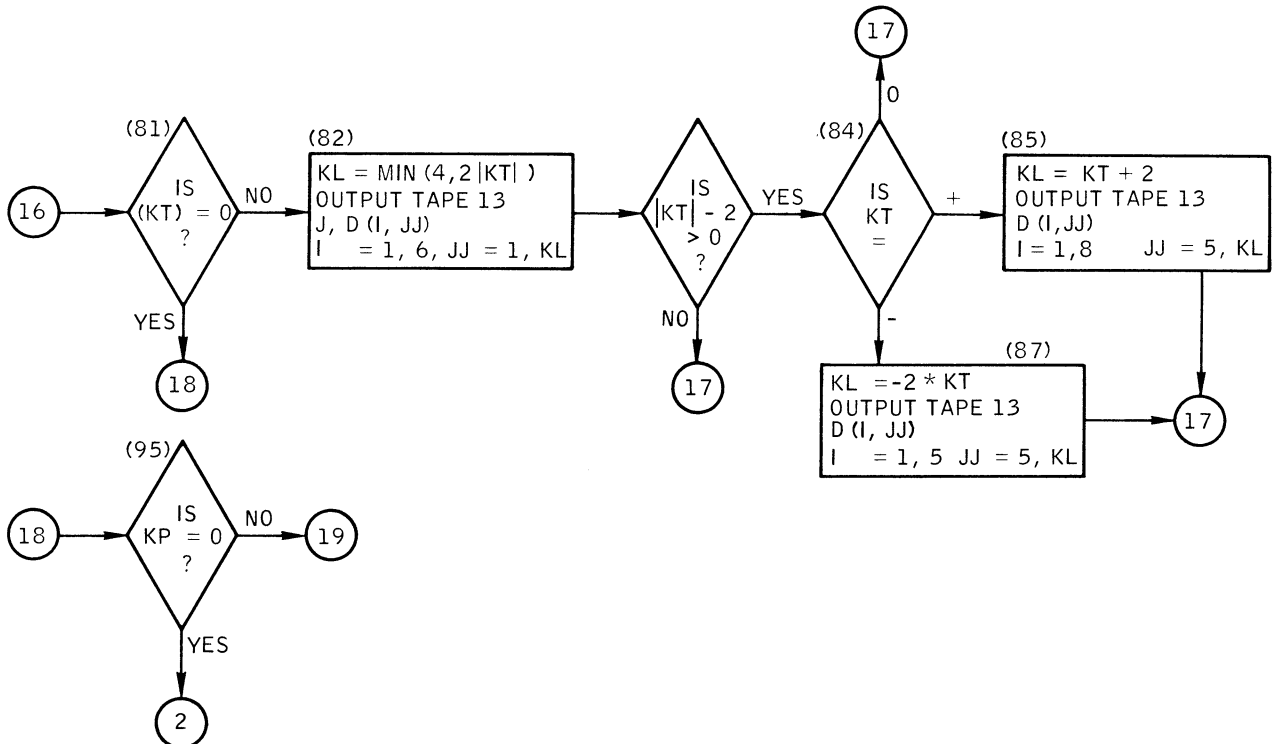 17
0
(81)
IS
(KT) = 0
?
NO
YES
16
18
(82)
KL = MIN (4,2|KT| )
OUTPUT TAPE 13
J, D (I, JJ)
I = 1, 6, JJ = 1, KL
IS
|KT| - 2
> 0
?
YES
NO
17
(84)
IS
KT
=
+
-
(85)
KL = KT + 2
OUTPUT TAPE 13
D (I,JJ)
I = 1,8 JJ = 5, KL
(87)
KL = -2 * KT
OUTPUT TAPE 13
D (I, JJ)
I = 1, 5 JJ = 5, KL
17
(95)
18
IS
KP = 0
?
NO
19
YES
2